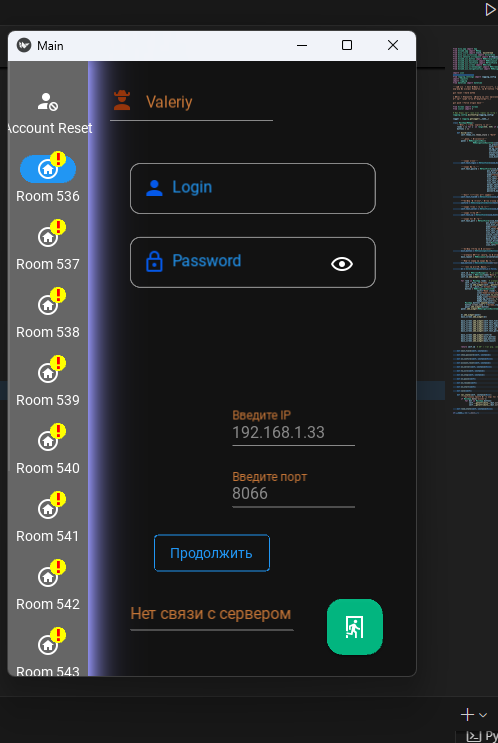 Main
Account Reset
Valeriy
Room 536
Login
Room 537
Password
Room 538
Room 539
Введите IP
192.168.1.33
Room 540
Введите порт
8066
Room 541
Продолжить
Room 542
Нет связи с сервером
Room 543
Py